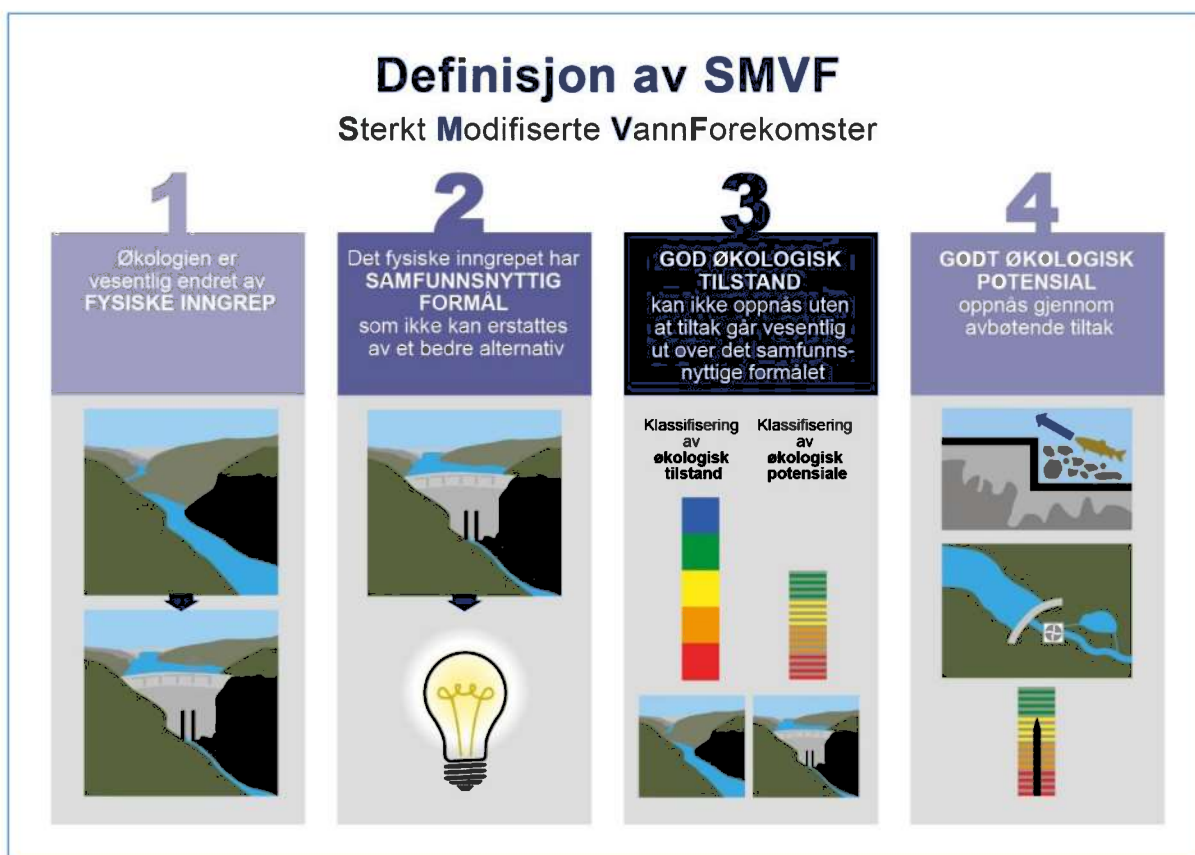 Definisjon av SMVF
Sterkt Modifiserte VannForekomster
1
Økologien er
vesentlig endret av
FYSISKE INNGREP
2
Det fysiske inngrepet har
SAMFUNNSNYTTIG
FORMÅL
som ikke kan erstattes
av et bedre alternativ
3
GOD ØKOLOGISK
TILSTAND
kan ikke oppnås uten
at tiltak går vesentlig
ut over det samfunns-
nyttige formålet
Klassifisering
av
økologisk
tilstand
Klassifisering
av
økologisk
potensiale
4
GODT ØKOLOGISK
POTENSIAL
oppnås gjennom
avbøtende tiltak